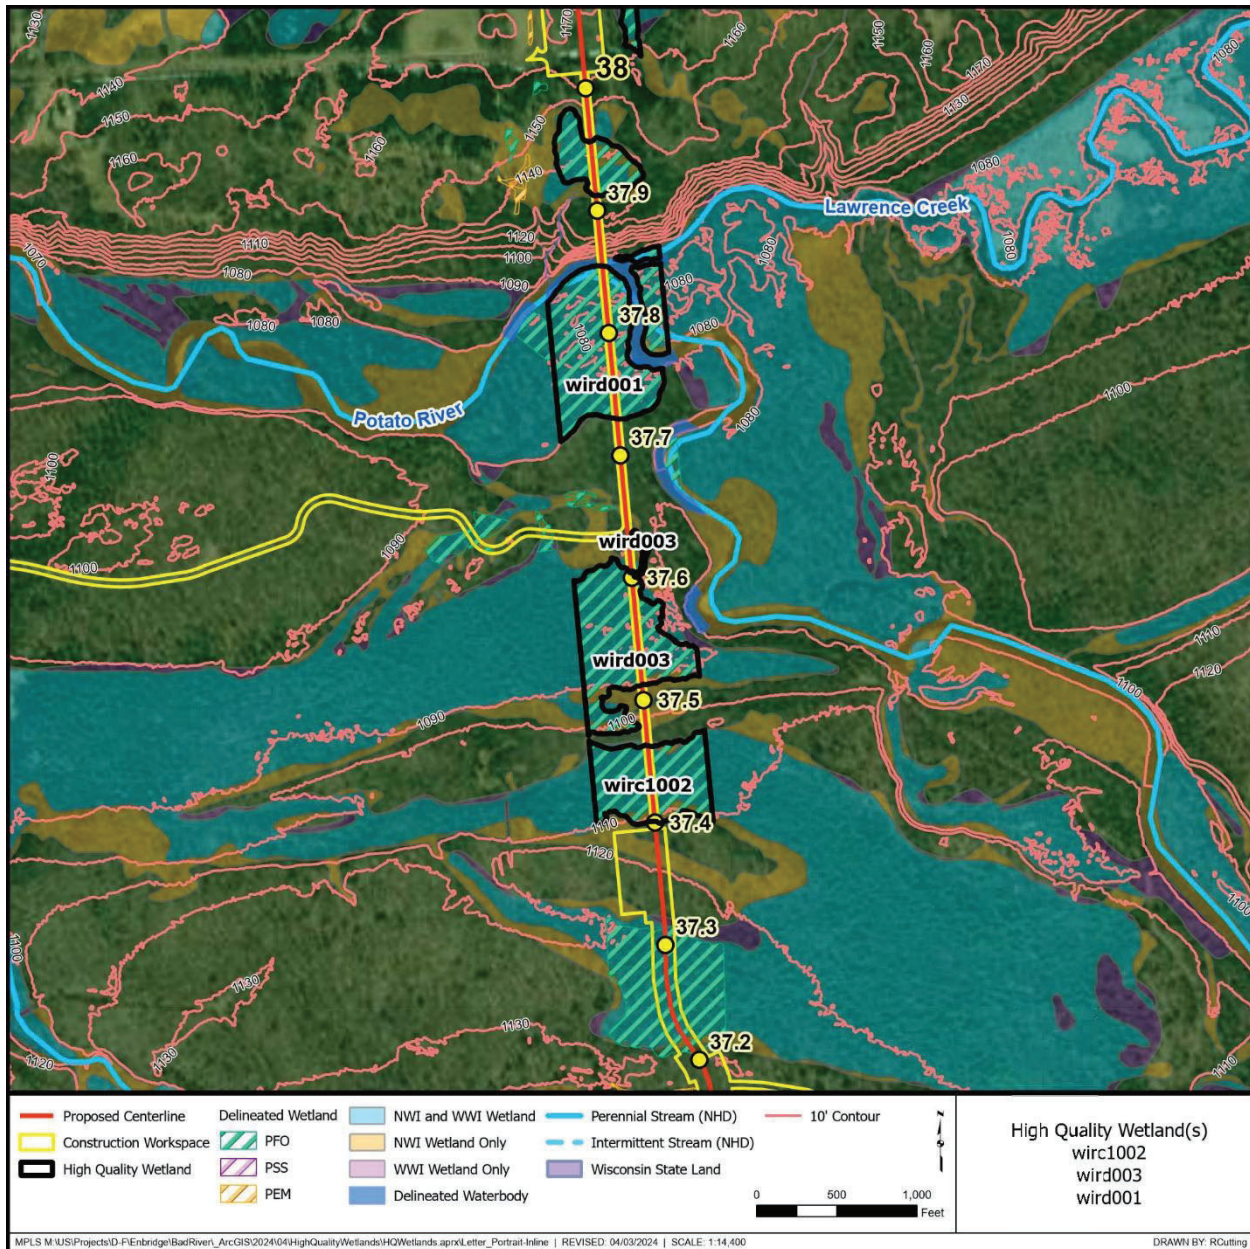 1130
1170
1160
1150
1160
1170
1130
1080
1140
38
1150
1150
1160
1160
1140
1080
37.9
Lawrence Creek
1070
1110
1080
1120
1100
1090
1080
1080
1080
1080
1080
37.8
1080
1080
wird001
1080
1100
Potato River
1100
37.7
wird003
1080
1100
37.6
1110
1120
wird003
1100
1090
1100
37.5
wirc1002
1110
37.4
1120
1100
37.3
1100
1130
1130
1130
1120
37.2
1110
Proposed Centerline
Construction Workspace
High Quality Wetland
Delineated Wetland
PFO
PSS
PEM
NWI and WWI Wetland
NWI Wetland Only
WWI Wetland Only
Delineated Waterbody
Perennial Stream (NHD)
Intermittent Stream (NHD)
Wisconsin State Land
10' Contour
0 500 1,000
Feet
High Quality Wetland(s)
wirc1002
wird003
wird001
MPLS M:\US\Projects\D-F\Enbridge\BadRiver\_ArcGIS\2024\04\HighQualityWetlands\HQWetlands.aprx\Letter_Portrait-Inline | REVISED: 04/03/2024 | SCALE: 1:14,400
DRAWN BY: RCutting